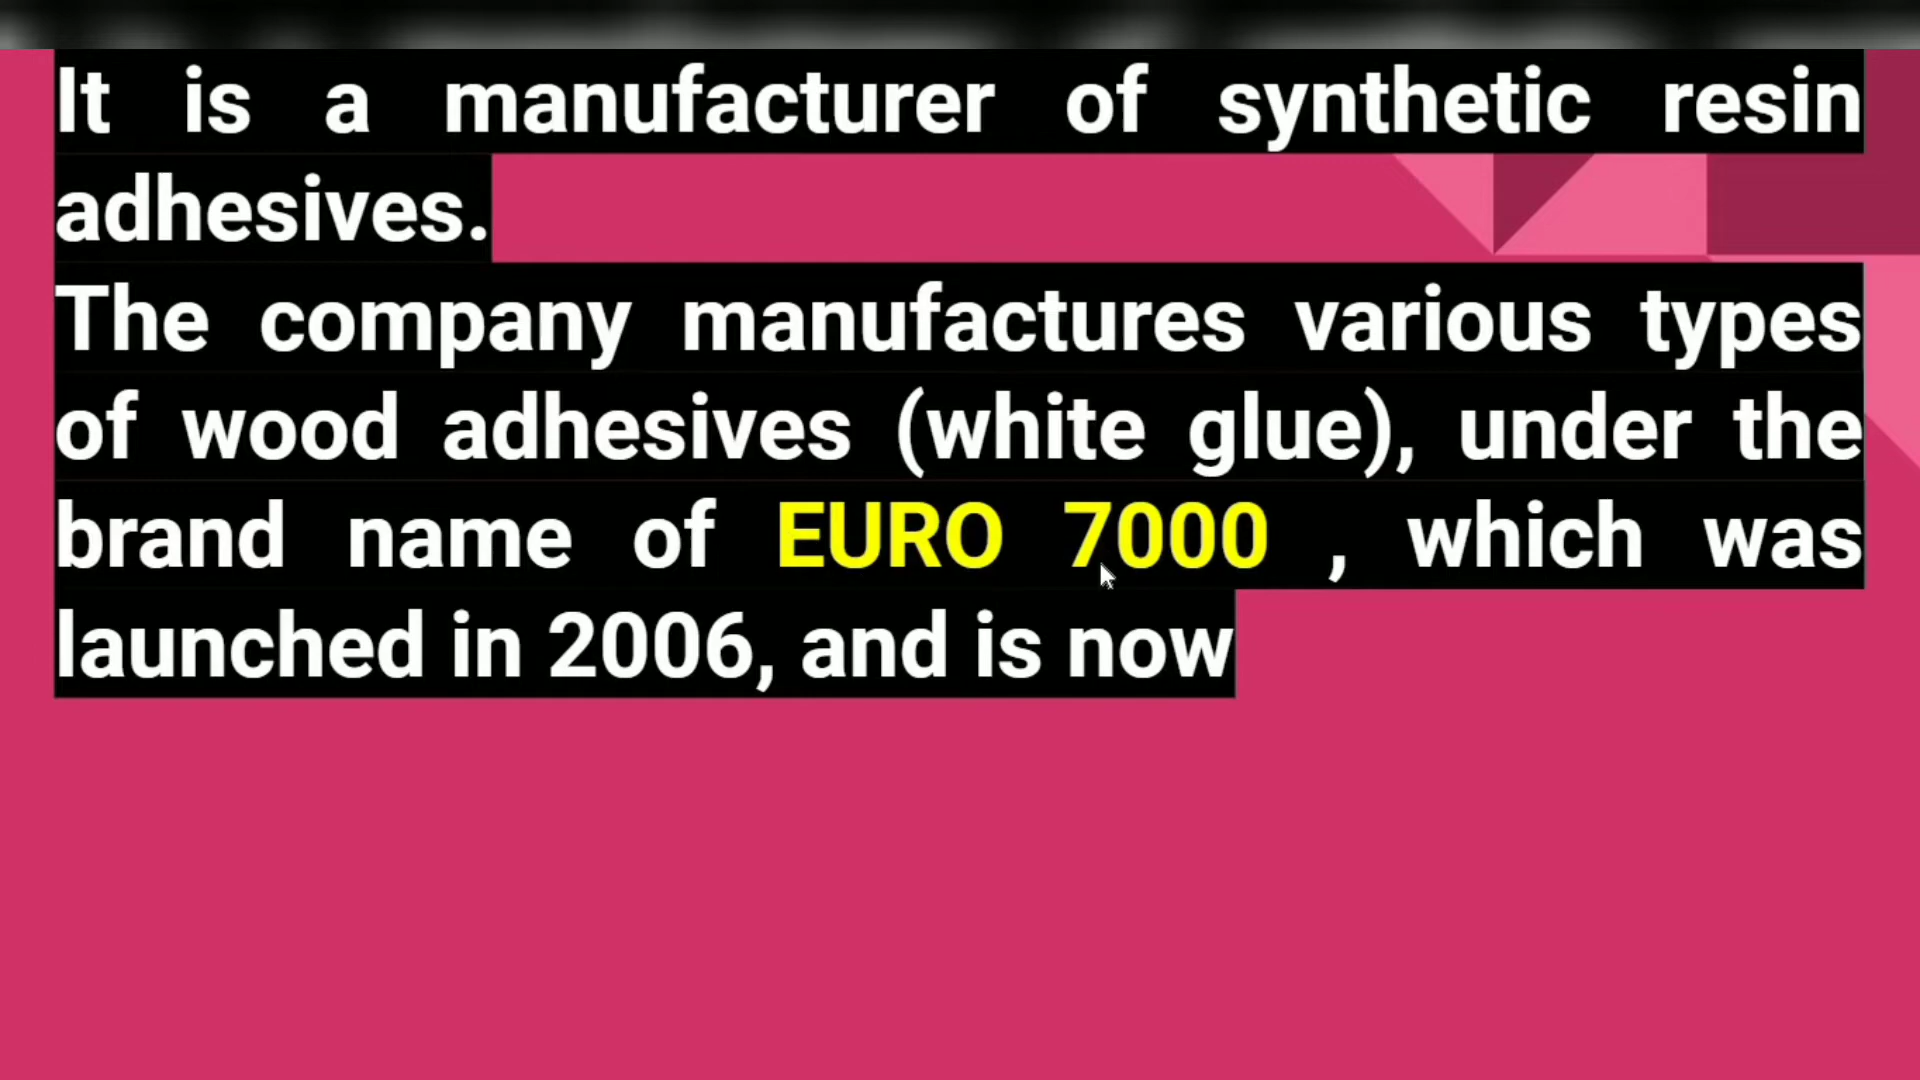 It is a manufacturer of synthetic resin
adhesives.
The company manufactures various types
of wood adhesives (white glue), under the
brand name of EURO 7000 , which was
launched in 2006, and is now